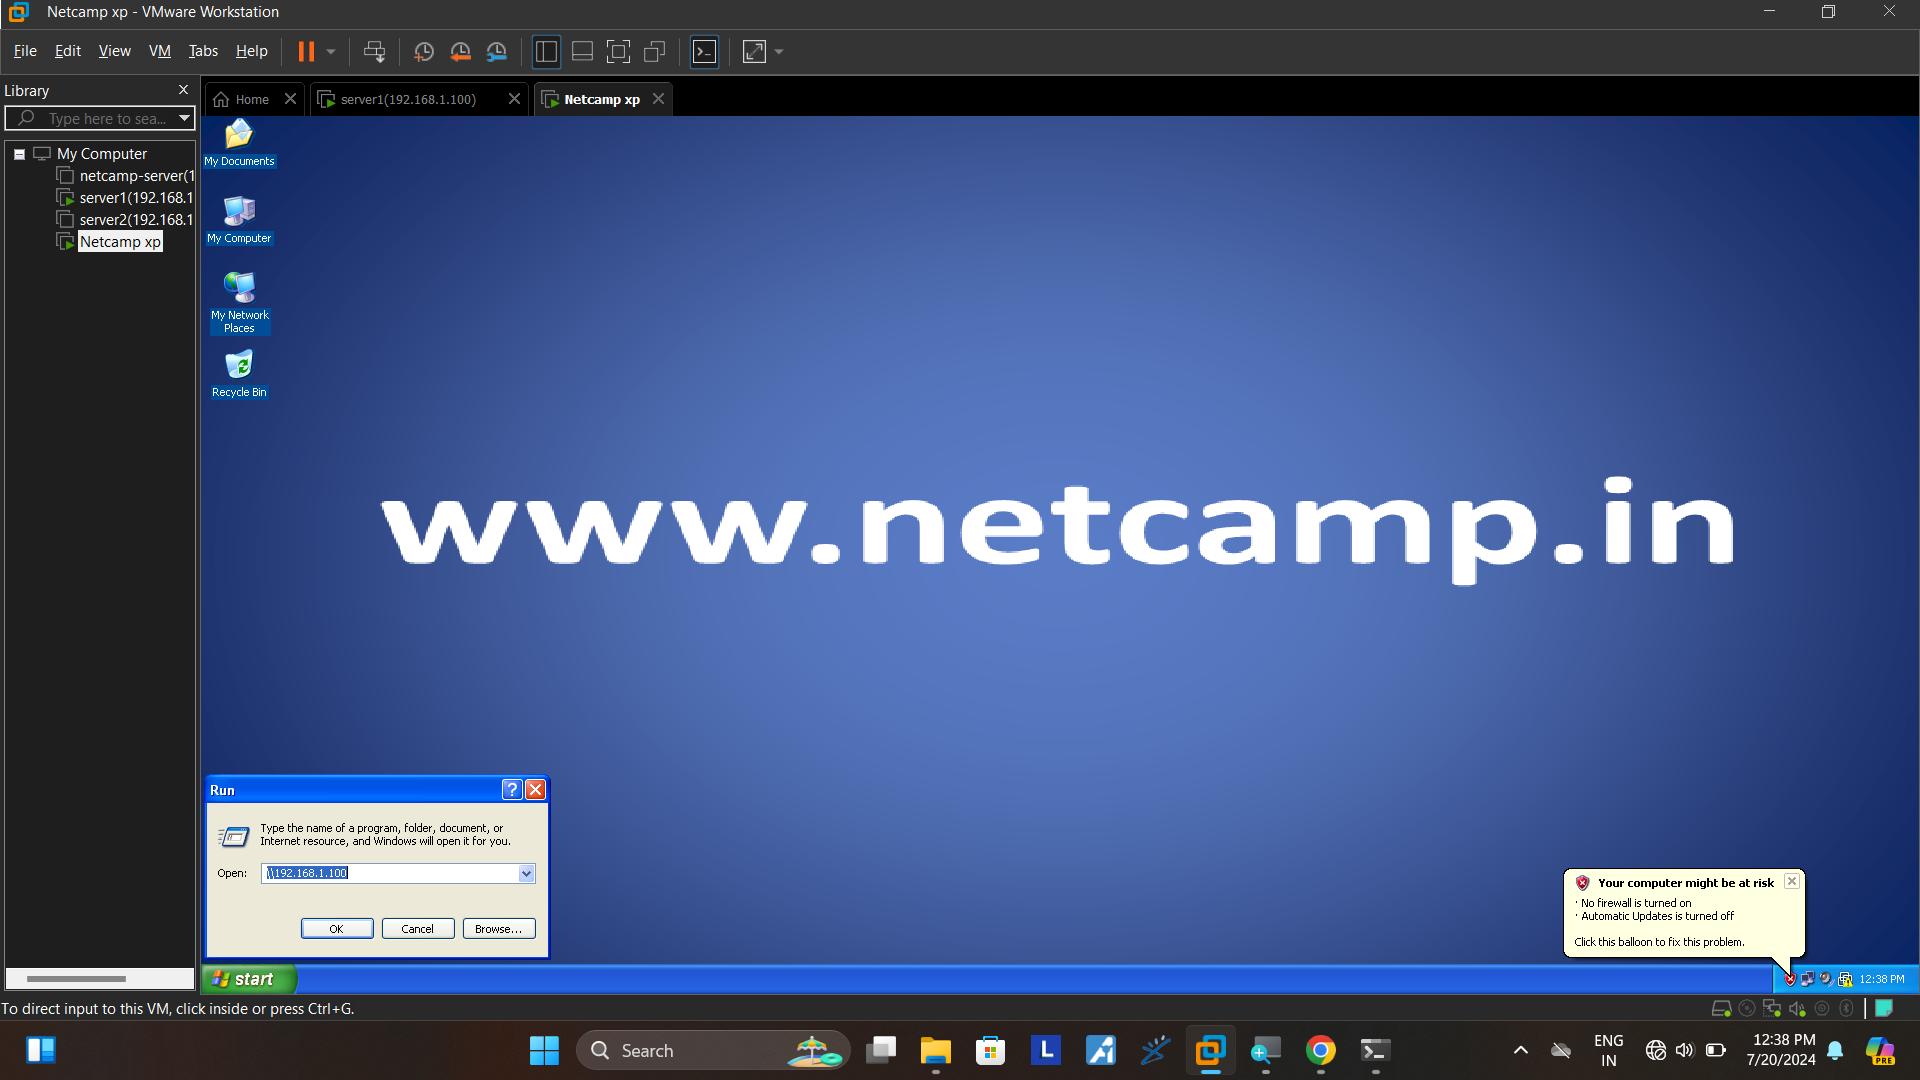 Netcamp xp - VMware Workstation
File Edit View VM Tabs Help
Library
Home
server1(192.168.1.100)
Netcamp xp
Type here to sea...
My Computer
netcamp-server(1
server1(192.168.1
server2(192.168.1
Netcamp xp
My Documents
My Computer
My Network
Places
Recycle Bin
www.netcamp.in
Run
?
Type the name of a program, folder, document, or
Internet resource, and Windows will open it for you.
Open:
\\192.168.1.100
OK
Cancel
Browse...
Your computer might be at risk
· No firewall is turned on
· Automatic Updates is turned off
Click this balloon to fix this problem.
start
12:38 PM
To direct input to this VM, click inside or press Ctrl+G.
Search
L
ENG
IN
12:38 PM
7/20/2024
PRE